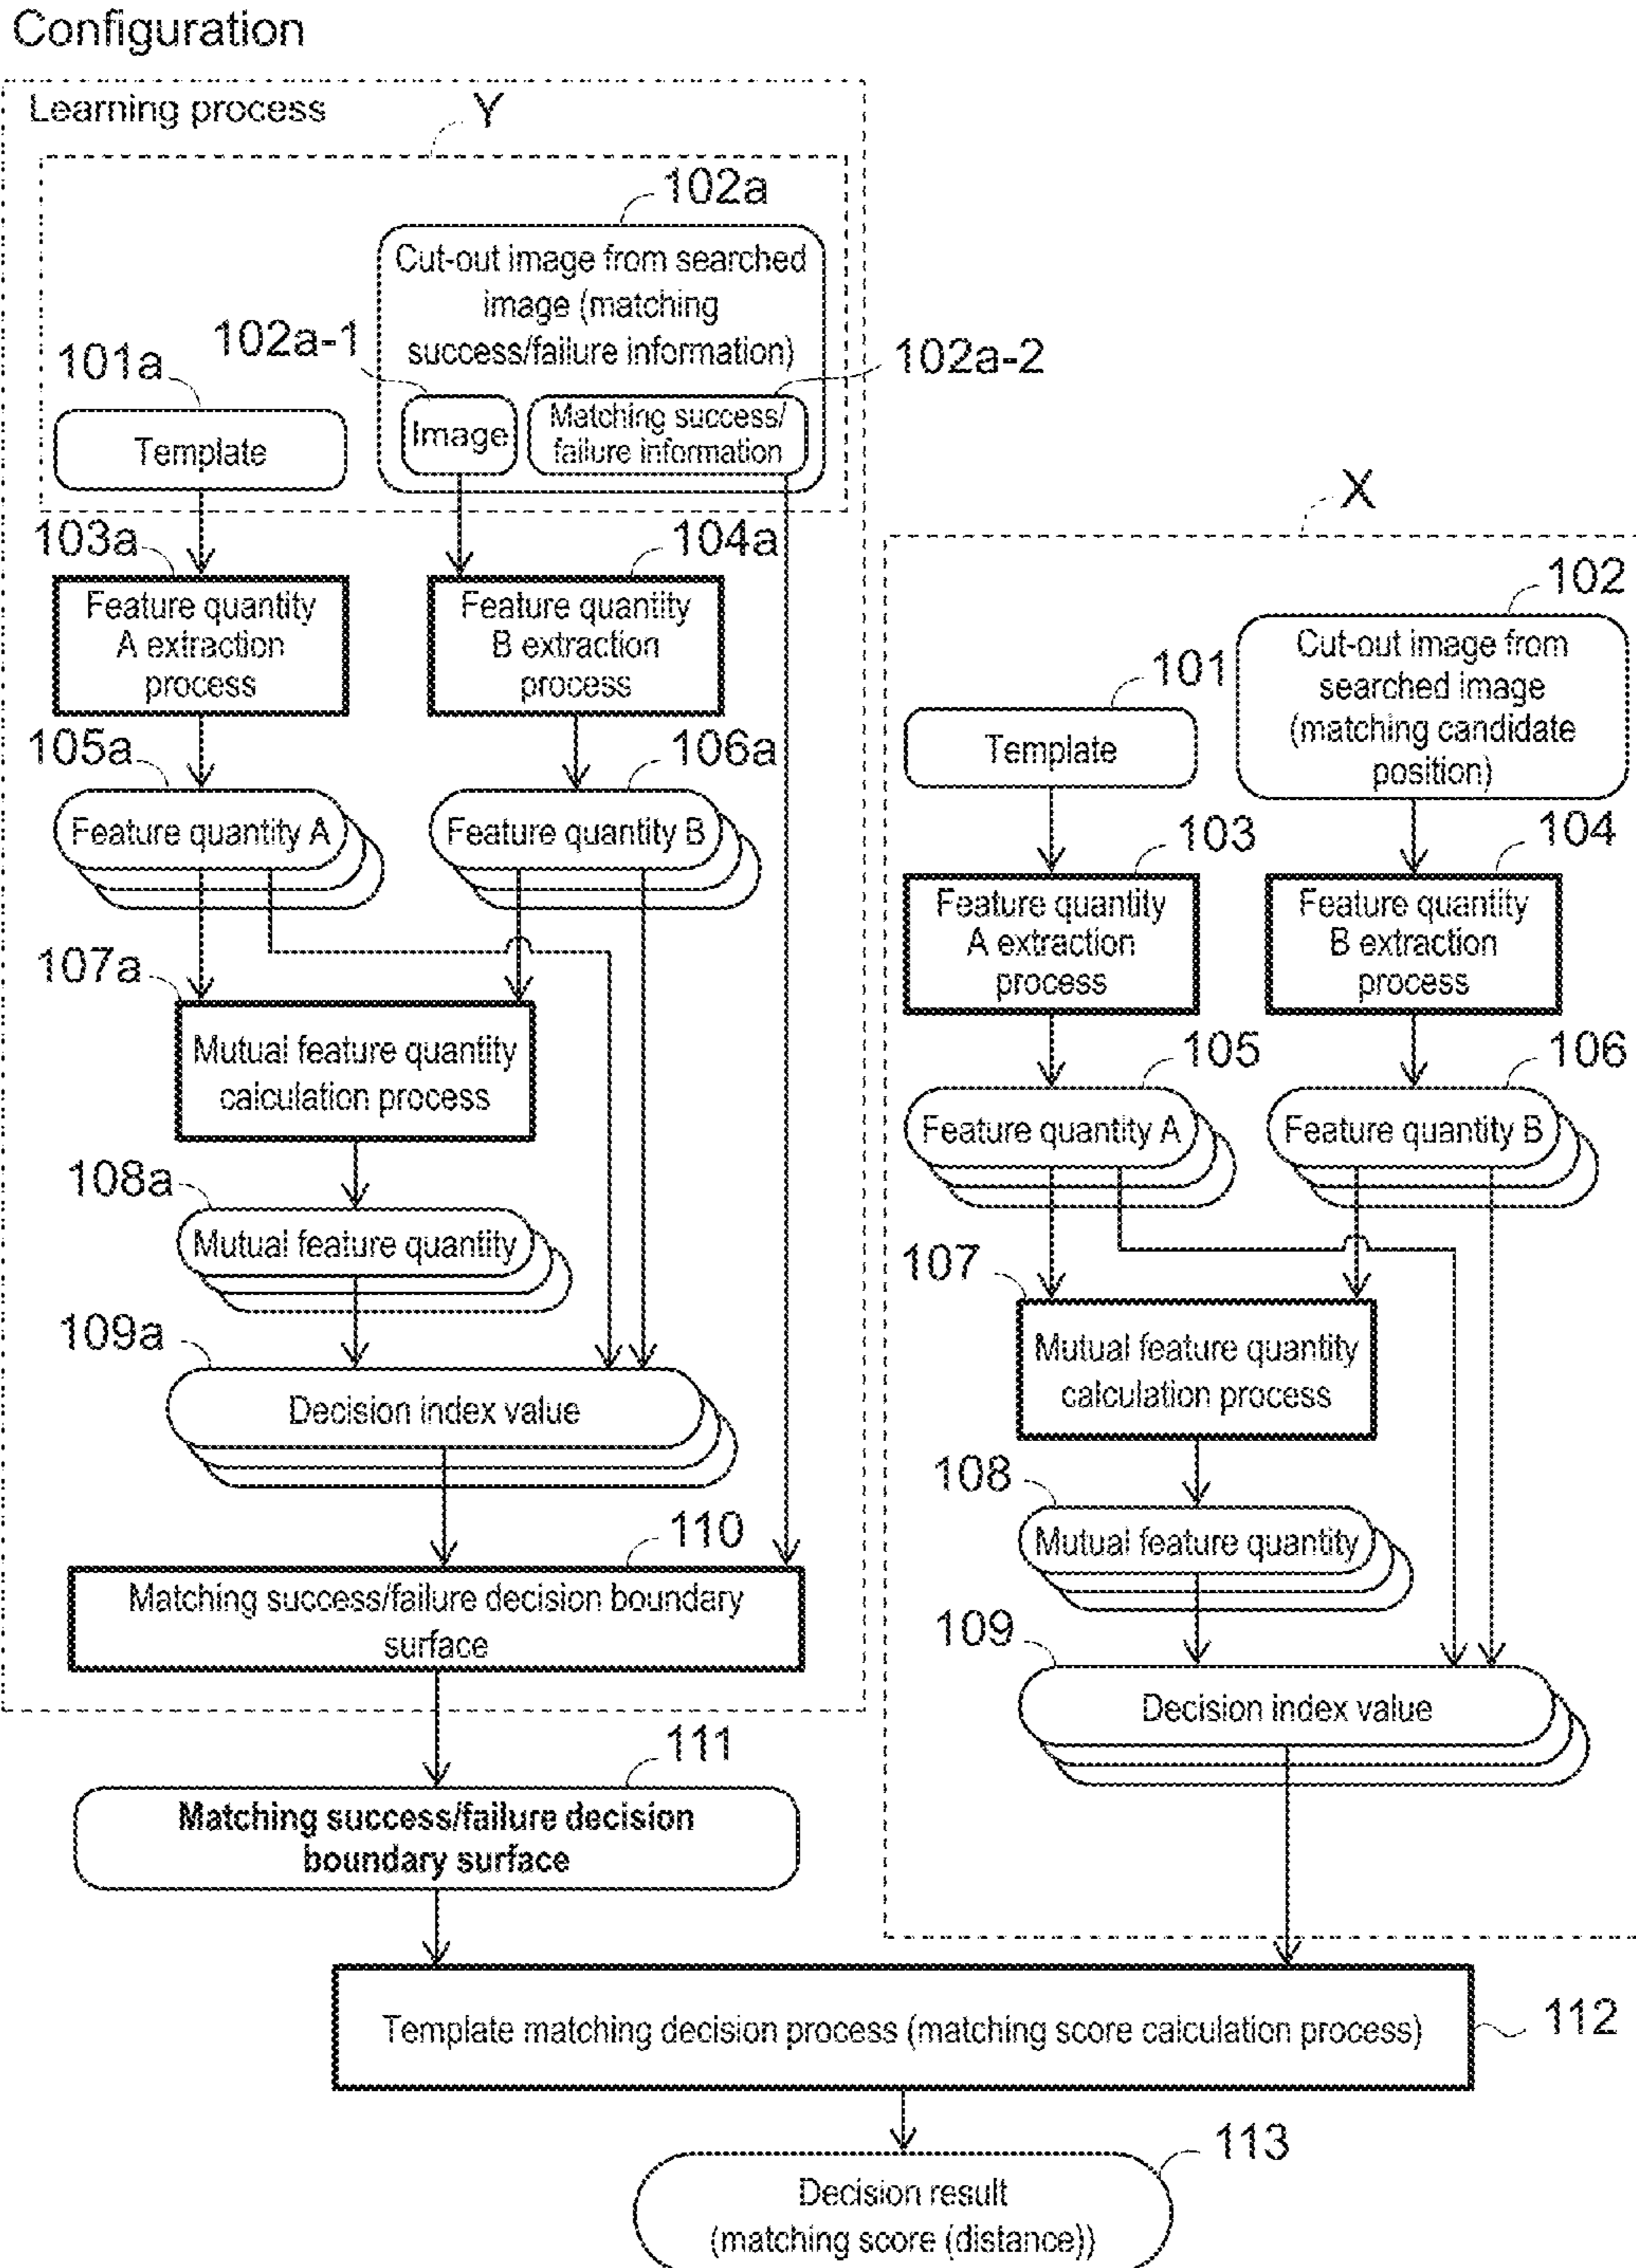 Configuration
Learning process
Y
102a
Cut-out image from searched
image (matching
success/failure information)
102a-1
102a-2
101a
Template
Image
Matching success/
failure information
103a
104a
Feature quantity
A extraction
process
Feature quantity
B extraction
process
105a
106a
Feature quantity A
Feature quantity B
107a
Mutual feature quantity
calculation process
108a
Mutual feature quantity
109a
Decision index value
110
Matching success/failure decision boundary
surface
111
Matching success/failure decision
boundary surface
X
102
Cut-out image from
searched image
(matching candidate
position)
101
Template
103
104
Feature quantity
A extraction
process
Feature quantity
B extraction
process
105
106
Feature quantity A
Feature quantity B
107
Mutual feature quantity
calculation process
108
Mutual feature quantity
109
Decision index value
Template matching decision process (matching score calculation process)
112
113
Decision result
(matching score (distance))